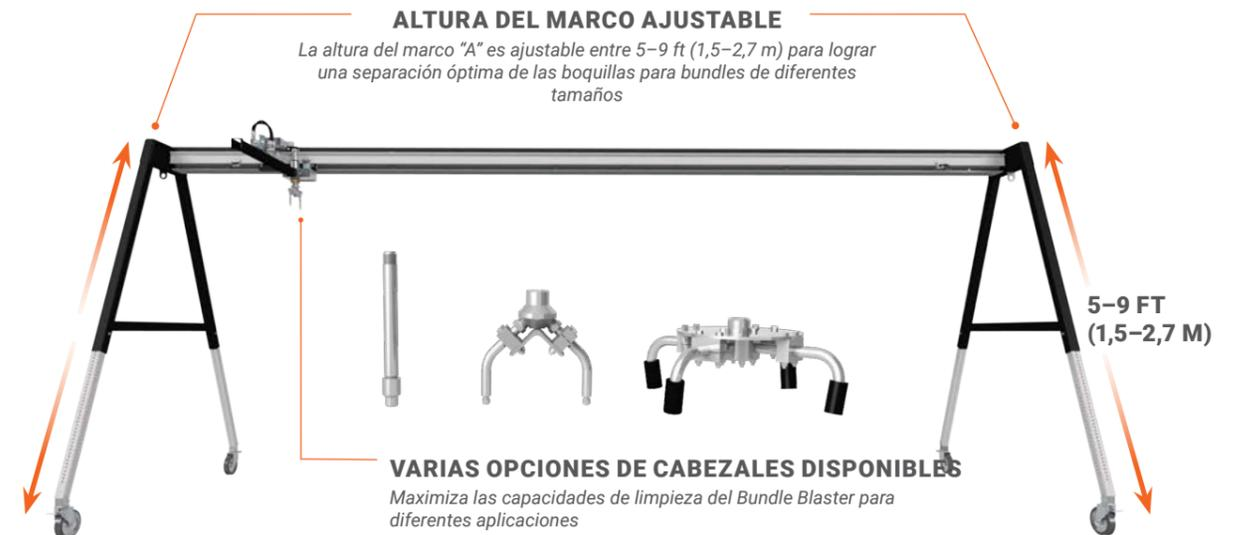 ALTURA DEL MARCO AJUSTABLE
La altura del marco “A” es ajustable entre 5–9 ft (1,5–2,7 m) para lograr
una separación óptima de las boquillas para bundles de diferentes
tamaños
5–9 FT
(1,5–2,7 M)
VARIAS OPCIONES DE CABEZALES DISPONIBLES
Maximiza las capacidades de limpieza del Bundle Blaster para
diferentes aplicaciones